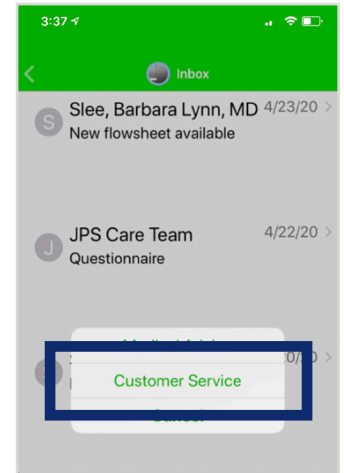 3:37
Inbox
S
Slee, Barbara Lynn, MD 4/23/20
New flowsheet available
J
JPS Care Team 4/22/20
Questionnaire
Customer Service
Cancel